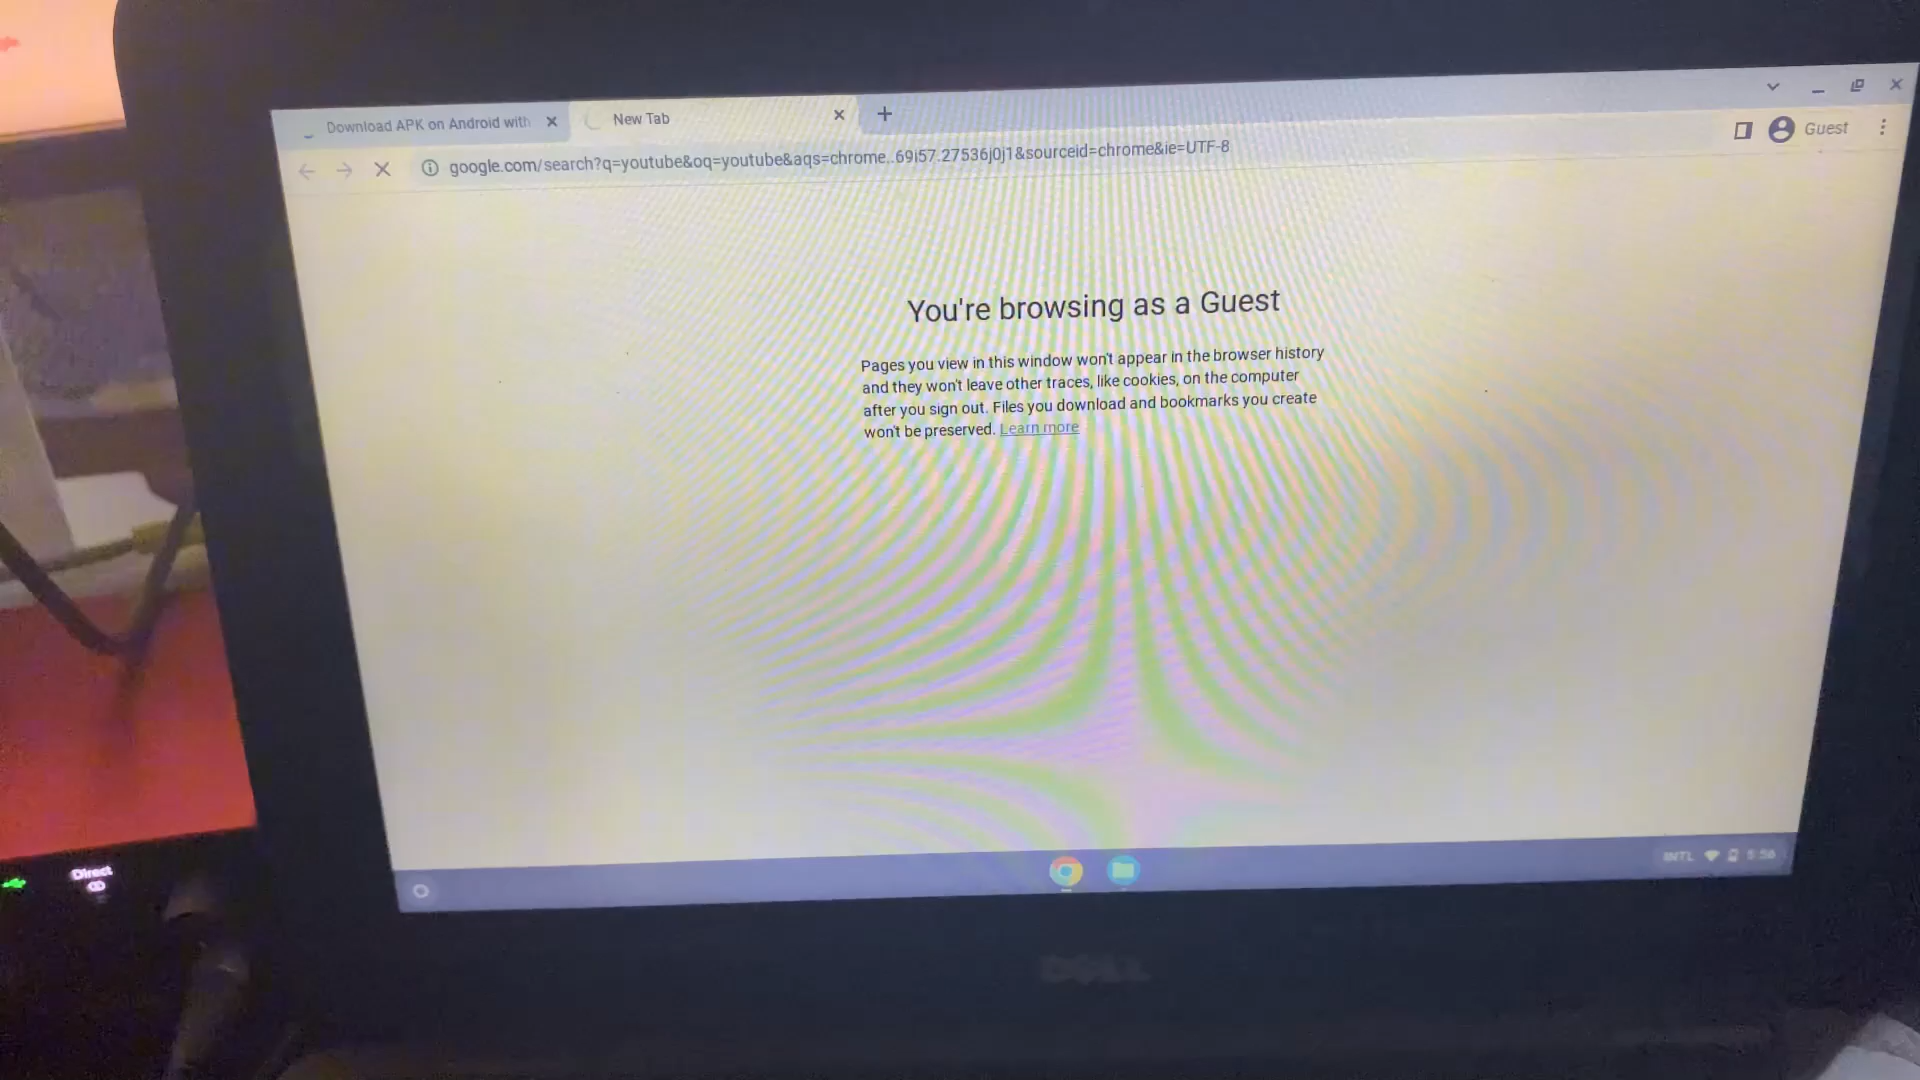 Download APK on Android with
New Tab
google.com/search?q=youtube&oq=youtube&aqs=chrome..69i57.27536j0j1&sourceid=chrome&ie=UTF-8
Guest
You're browsing as a Guest
Pages you view in this window won't appear in the browser history
and they won't leave other traces, like cookies, on the computer
after you sign out. Files you download and bookmarks you create
won't be preserved. Learn more
INTL
5:56
Direct
DELL